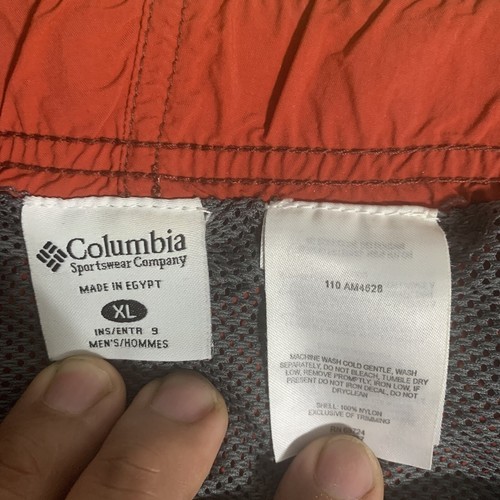 Columbia
Sportswear Company
MADE IN EGYPT
XL
INS/ENTR 9
MEN'S/HOMMES
110 AM4628
MACHINE WASH COLD GENTLE, WASH
SEPARATELY, DO NOT BLEACH, TUMBLE DRY
LOW, REMOVE PROMPTLY, IRON LOW, IF
PRESENT DO NOT IRON DECAL, DO NOT
DRYCLEAN
SHELL: 100% NYLON
EXCLUSIVE OF TRIMMING
RN